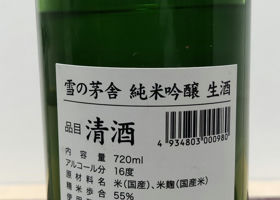 雪の茅舎 純米吟醸 生酒
品目 清酒
4 934803 000980
内容量 720ml
アルコール分 16度
原材料名 米(国産)、米麹(国産米)
精米歩合 55%